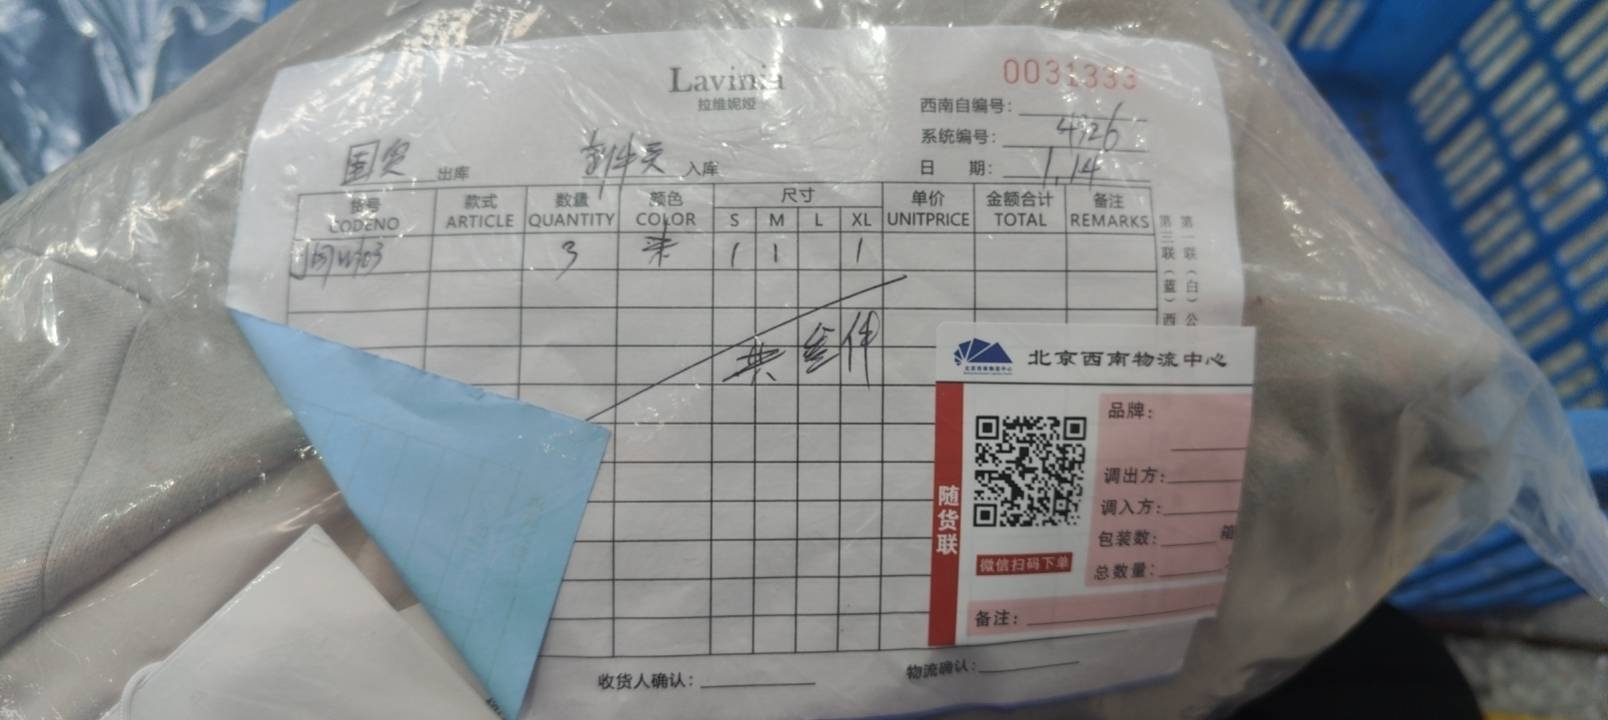 Lavinia
拉维妮娅
0031333
西南自编号:
系统编号: 4326
日 期: 1.14
出库 入库
货号 款式 数量 颜色 尺寸 单价 金额合计 备注
CODENO ARTICLE QUANTITY COLOR S M L XL UNITPRICE TOTAL REMARKS
3 米 1 1 1
共叁件
第一联(白)公
第三联(蓝)西
北京西南物流中心
随货联
微信扫码下单
品牌:
调出方:
调入方:
包装数: 箱
总数量:
备注:
收货人确认:
物流确认: